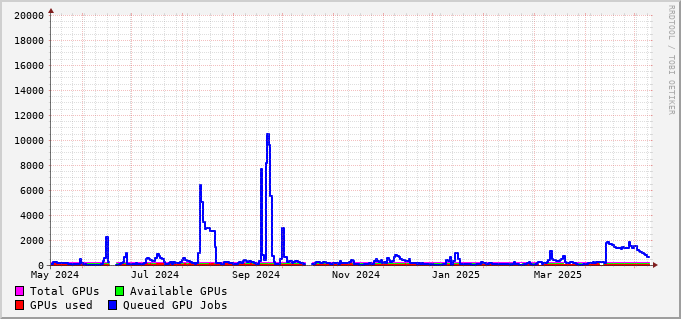 20000
18000
16000
14000
12000
10000
8000
6000
4000
2000
0
May 2024 Jul 2024 Sep 2024 Nov 2024 Jan 2025 Mar 2025
Total GPUs Available GPUs
GPUs used Queued GPU Jobs
RRDTOOL / TOBI OETIKER